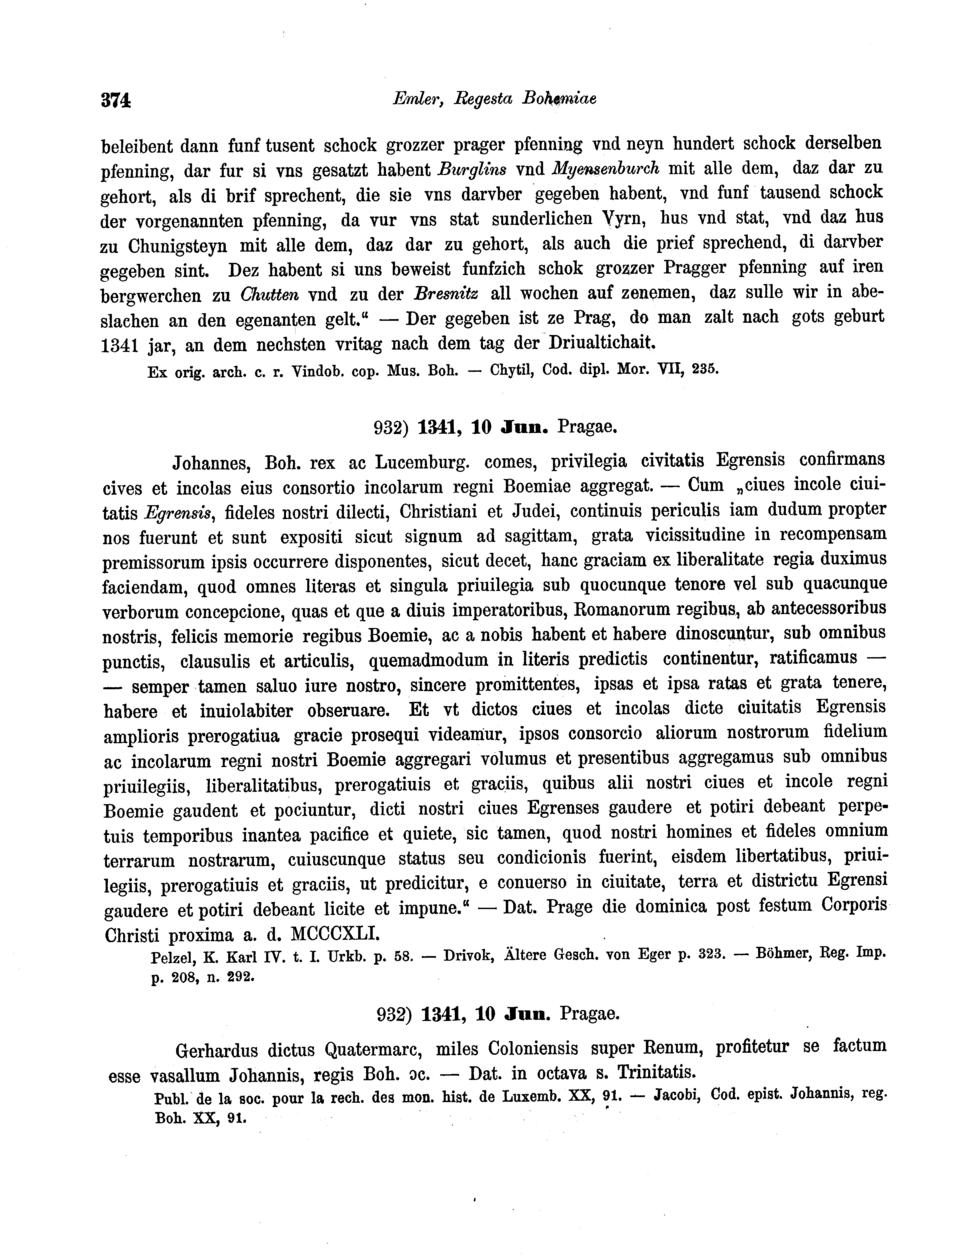 374 Emler, Regesta Bohemiae
beleibent dann funf tusent schock grozzer prager pfenning vnd neyn hundert schock derselben
pfenning, dar fur si vns gesatzt habent Burglins vnd Myensenburch mit alle dem, daz dar zu
gehort, als di brif sprechent, die sie vns darvber gegeben habent, vnd funf tausend schock
der vorgenannten pfenning, da vur vns stat sunderlichen Vyrn, hus vnd stat, vnd daz hus
zu Chunigsteyn mit alle dem, daz dar zu gehort, als auch die prief sprechend, di darvber
gegeben sint. Dez habent si uns beweist funfzich schok grozzer Pragger pfenning auf iren
bergwerchen zu Chutten vnd zu der Bresnitz all wochen auf zenemen, daz sulle wir in abe-
slachen an den egenanten gelt.“ — Der gegeben ist ze Prag, do man zalt nach gots geburt
1341 jar, an dem nechsten vritag nach dem tag der Driualtichait.
Ex orig. arch. c. r. Vindob. cop. Mus. Boh. — Chytil, Cod. dipl. Mor. VII, 235.
932) 1341, 10 Jun. Pragae.
Johannes, Boh. rex ac Lucemburg. comes, privilegia civitatis Egrensis confirmans
cives et incolas eius consortio incolarum regni Boemiae aggregat. — Cum „ciues incole ciui-
tatis Egrensis, fideles nostri dilecti, Christiani et Judei, continuis periculis iam dudum propter
nos fuerunt et sunt expositi sicut signum ad sagittam, grata vicissitudine in recompensam
premissorum ipsis occurrere disponentes, sicut decet, hanc graciam ex liberalitate regia duximus
faciendam, quod omnes literas et singula priuilegia sub quocunque tenore vel sub quacunque
verborum concepcione, quas et que a diuis imperatoribus, Romanorum regibus, ab antecessoribus
nostris, felicis memorie regibus Boemie, ac a nobis habent et habere dinoscuntur, sub omnibus
punctis, clausulis et articulis, quemadmodum in literis predictis continentur, ratificamus —
— semper tamen saluo iure nostro, sincere promittentes, ipsas et ipsa ratas et grata tenere,
habere et inuiolabiter obseruare. Et vt dictos ciues et incolas dicte ciuitatis Egrensis
amplioris prerogatiua gracie prosequi videamur, ipsos consorcio aliorum nostrorum fidelium
ac incolarum regni nostri Boemie aggregari volumus et presentibus aggregamus sub omnibus
priuilegiis, liberalitatibus, prerogatiuis et graciis, quibus alii nostri ciues et incole regni
Boemie gaudent et pociuntur, dicti nostri ciues Egrenses gaudere et potiri debeant perpe-
tuis temporibus inantea pacifice et quiete, sic tamen, quod nostri homines et fideles omnium
terrarum nostrarum, cuiuscunque status seu condicionis fuerint, eisdem libertatibus, priui-
legiis, prerogatiuis et graciis, ut predicitur, e conuerso in ciuitate, terra et districtu Egrensi
gaudere et potiri debeant licite et impune.“ — Dat. Prage die dominica post festum Corporis
Christi proxima a. d. MCCCXLI.
Pelzel, K. Karl IV. t. I. Urkb. p. 58. — Drivok, Ältere Gesch. von Eger p. 323. — Böhmer, Reg. Imp.
p. 208, n. 292.
932) 1341, 10 Jun. Pragae.
Gerhardus dictus Quatermarc, miles Coloniensis super Renum, profitetur se factum
esse vasallum Johannis, regis Boh. ɔc. — Dat. in octava s. Trinitatis.
Publ. de la soc. pour la rech. des mon. hist. de Luxemb. XX, 91. — Jacobi, Cod. epist. Johannis, reg.
Boh. XX, 91.